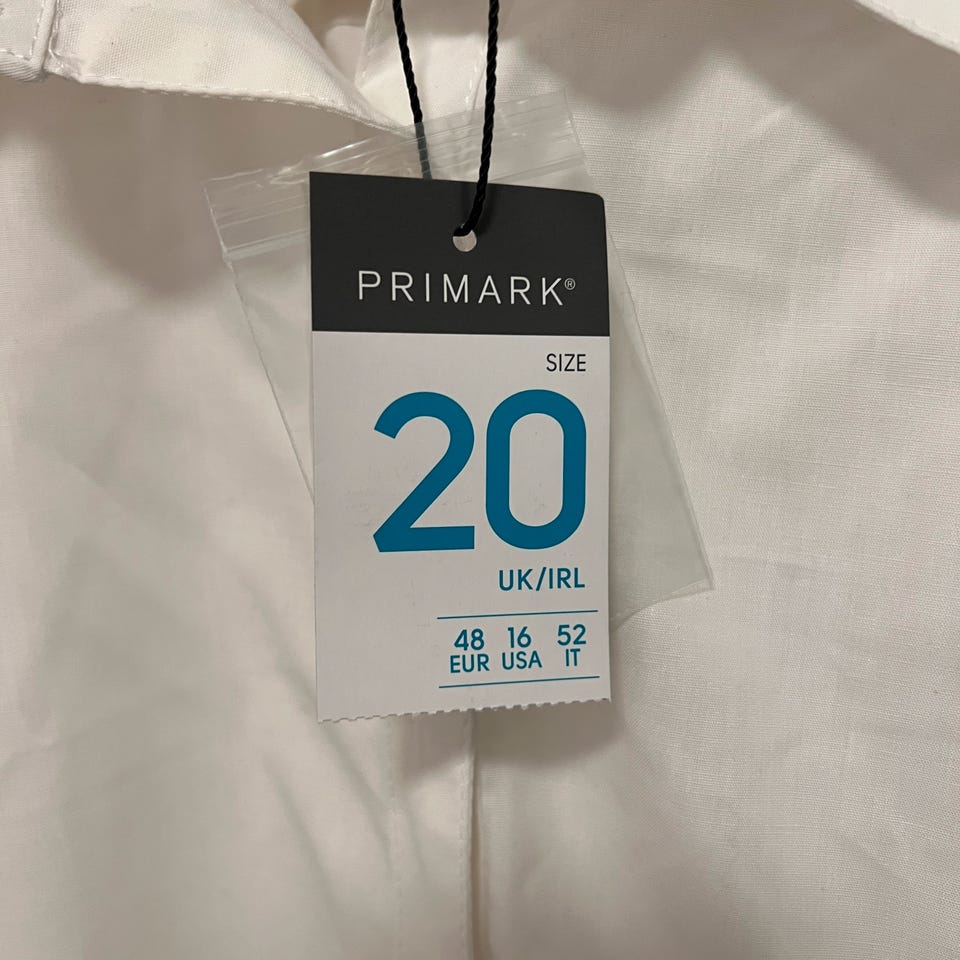 PRIMARK®
SIZE
20
UK/IRL
48 16 52
EUR USA IT